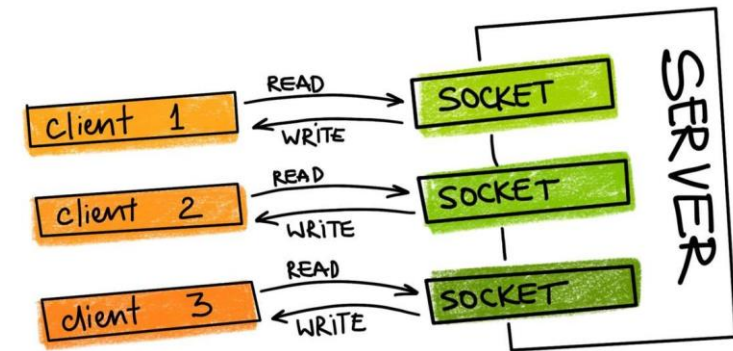 READ
client 1
SOCKET
WRITE
READ
client 2
SOCKET
WRITE
READ
client 3
SOCKET
WRITE
SERVER